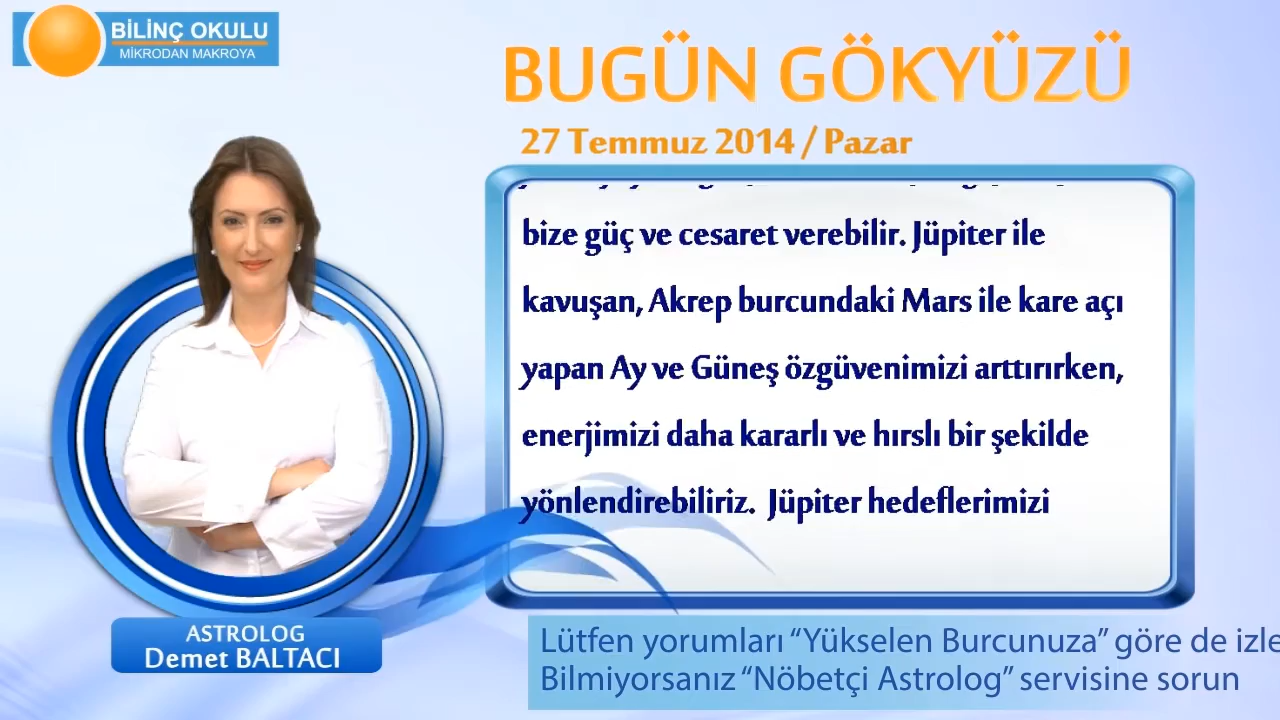 BİLİNÇ OKULU
MİKRODAN MAKROYA
BUGÜN GÖKYÜZÜ
27 Temmuz 2014 / Pazar
bize güç ve cesaret verebilir. Jüpiter ile
kavuşan, Akrep burcundaki Mars ile kare açı
yapan Ay ve Güneş özgüvenimizi arttırırken,
enerjimizi daha kararlı ve hırslı bir şekilde
yönlendirebiliriz. Jüpiter hedeflerimizi
ASTROLOG
Demet BALTACI
Lütfen yorumları “Yükselen Burcunuza” göre de izle
Bilmiyorsanız “Nöbetçi Astrolog” servisine sorun